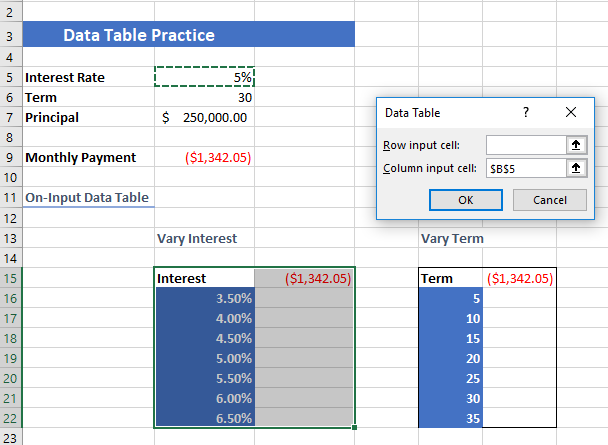 2
3 Data Table Practice
4
5 Interest Rate 5%
6 Term 30
7 Principal $ 250,000.00
8
9 Monthly Payment ($1,342.05)
10
11 On-Input Data Table
12
13 Vary Interest Vary Term
14
15 Interest ($1,342.05) Term ($1,342.05)
16 3.50% 5
17 4.00% 10
18 4.50% 15
19 5.00% 20
20 5.50% 25
21 6.00% 30
22 6.50% 35
23
Data Table ? X
Row input cell:
Column input cell: $B$5
OK Cancel